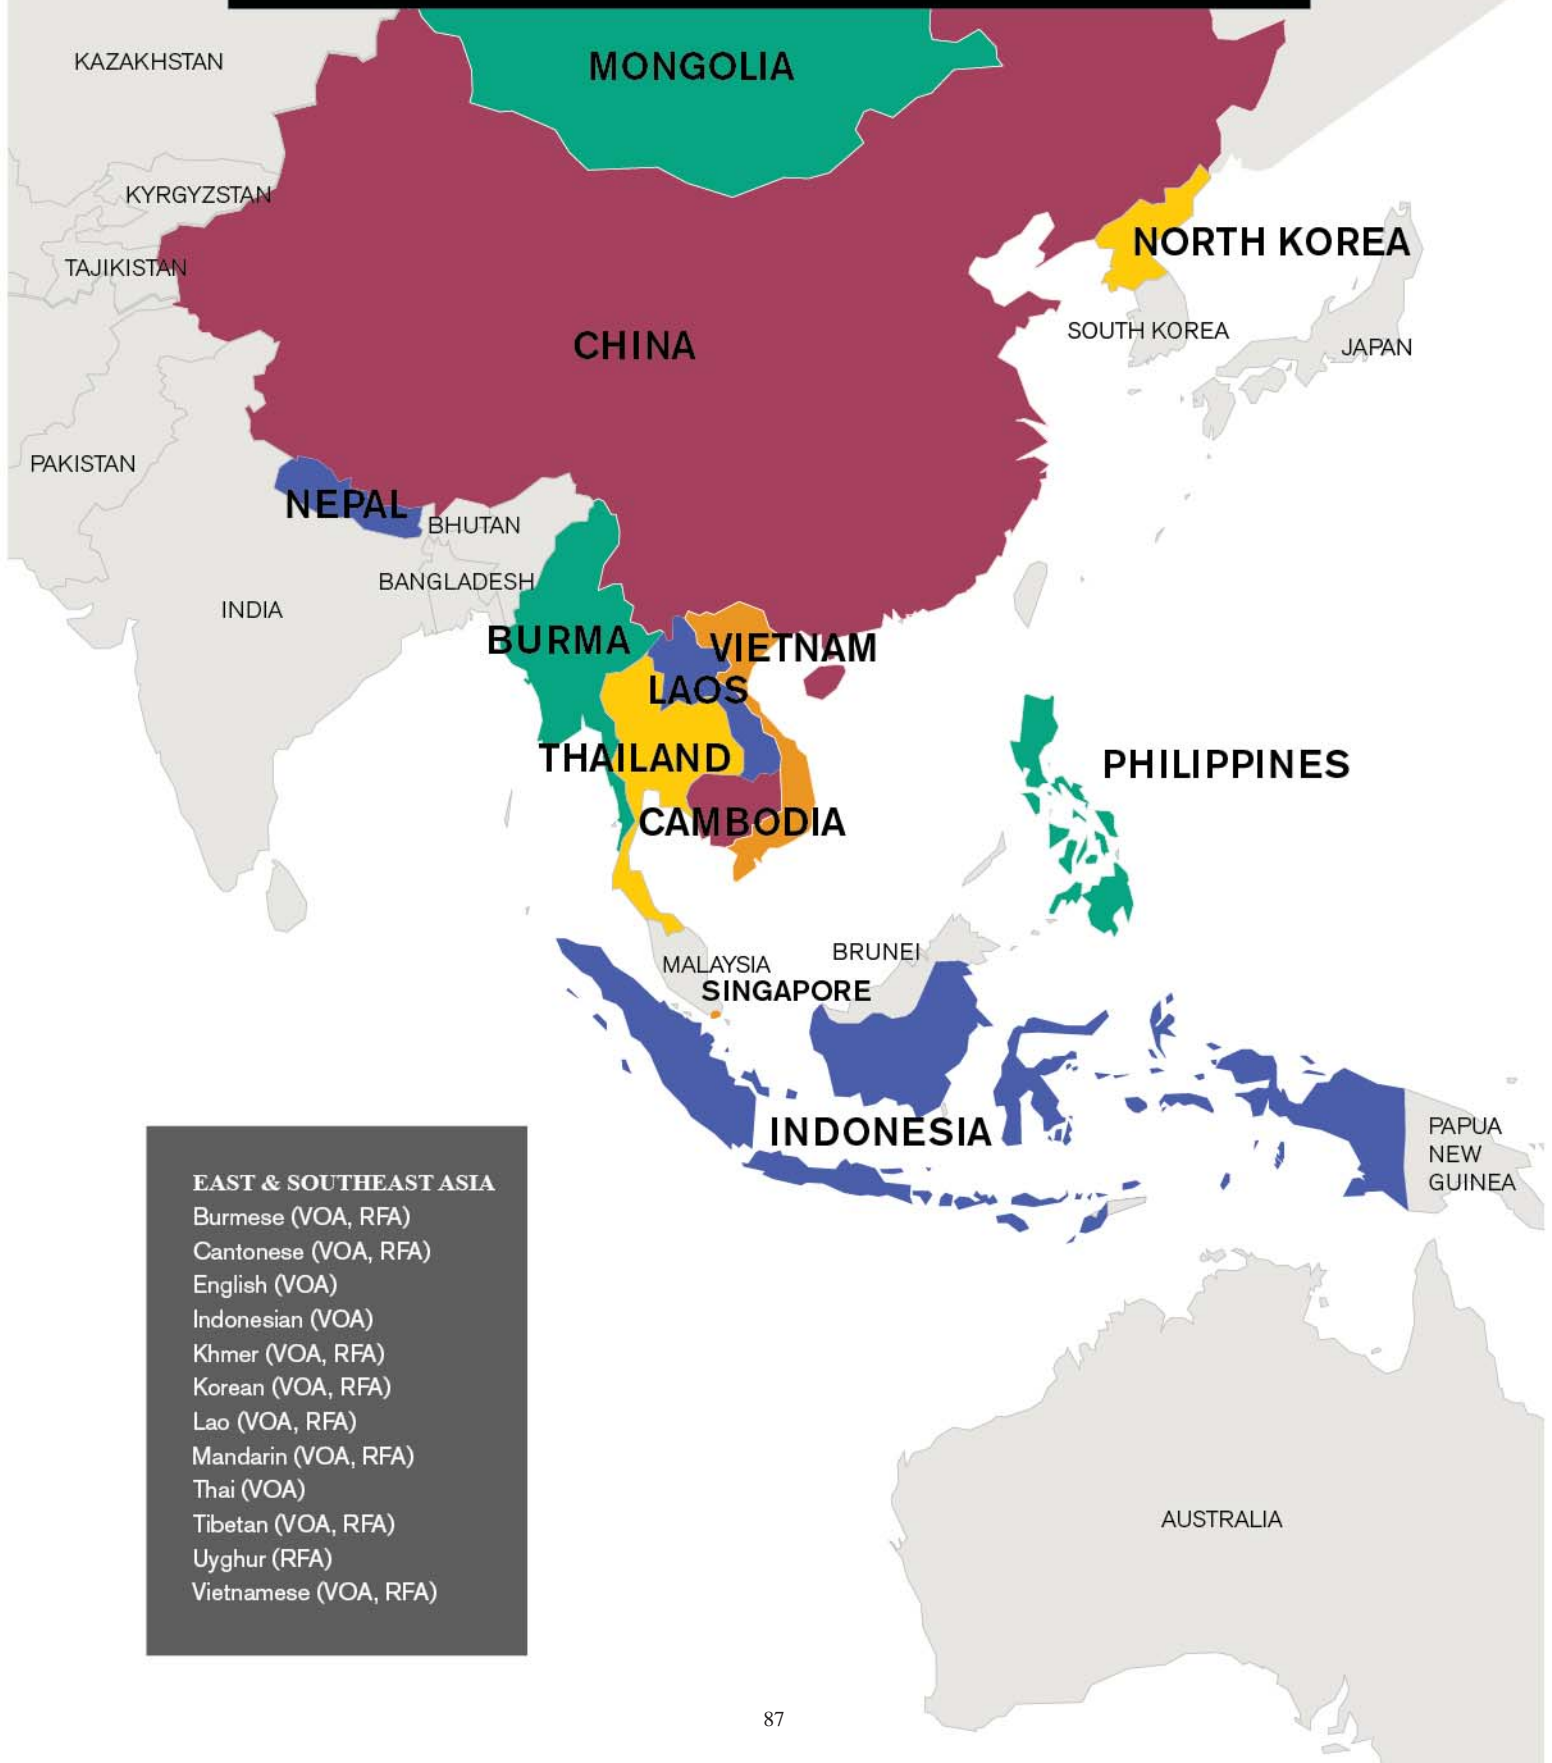 KAZAKHSTAN
MONGOLIA
KYRGYZSTAN
NORTH KOREA
TAJIKISTAN
SOUTH KOREA
CHINA
JAPAN
PAKISTAN
NEPAL
BHUTAN
BANGLADESH
INDIA
BURMA
VIETNAM
LAOS
THAILAND
PHILIPPINES
CAMBODIA
BRUNEI
MALAYSIA
SINGAPORE
INDONESIA
PAPUA
NEW
GUINEA
EAST & SOUTHEAST ASIA
Burmese (VOA, RFA)
Cantonese (VOA, RFA)
English (VOA)
Indonesian (VOA)
Khmer (VOA, RFA)
Korean (VOA, RFA)
Lao (VOA, RFA)
Mandarin (VOA, RFA)
Thai (VOA)
Tibetan (VOA, RFA)
Uyghur (RFA)
Vietnamese (VOA, RFA)
AUSTRALIA
87